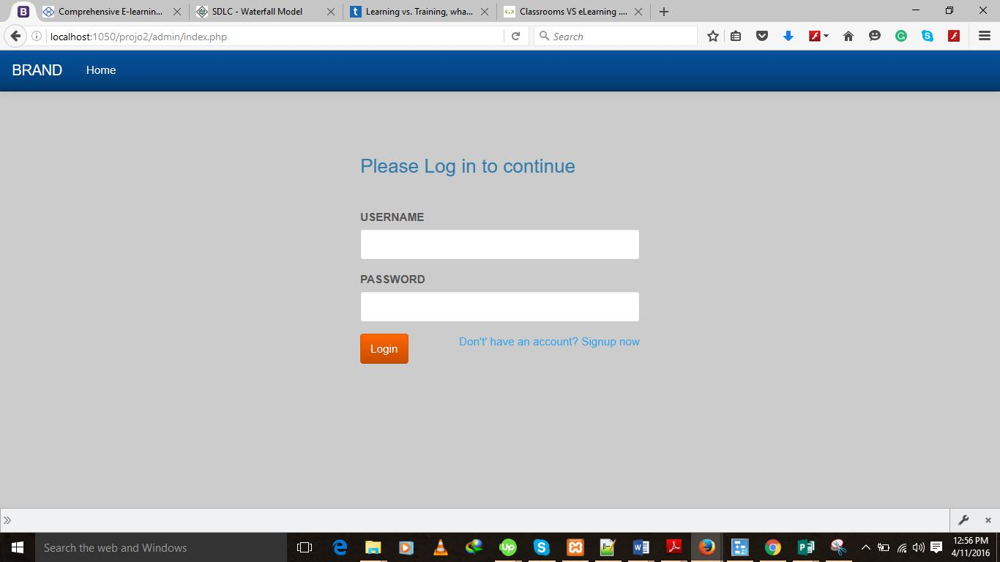 Comprehensive E-learnin...
SDLC - Waterfall Model
Learning vs. Training, wha...
Classrooms VS eLearning ....
localhost:1050/projo2/admin/index.php
Search
BRAND
Home
Please Log in to continue
USERNAME
PASSWORD
Login
Don't' have an account? Signup now
Search the web and Windows
12:56 PM
4/11/2016